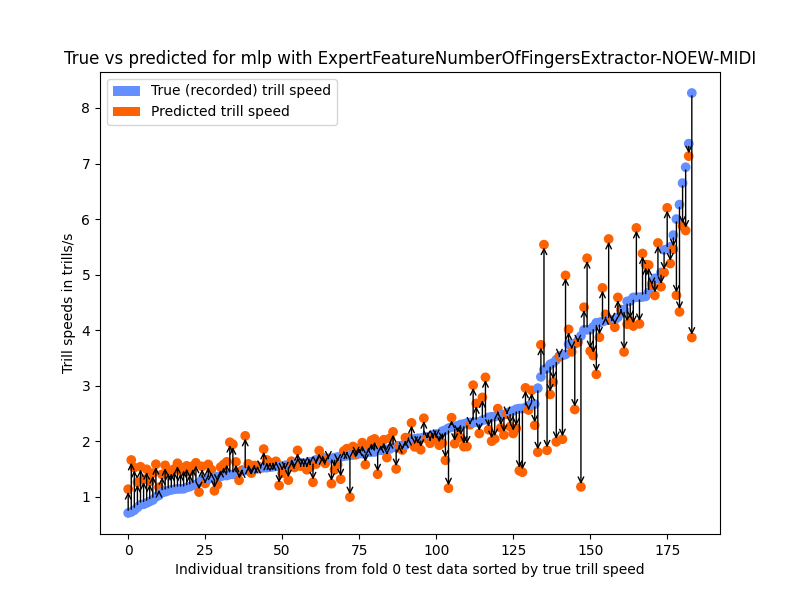 True vs predicted for mlp with ExpertFeatureNumberOfFingersExtractor-NOEW-MIDI
True (recorded) trill speed
Predicted trill speed
8
7
6
5
4
3
2
1
Trill speeds in trills/s
0 25 50 75 100 125 150 175
Individual transitions from fold 0 test data sorted by true trill speed